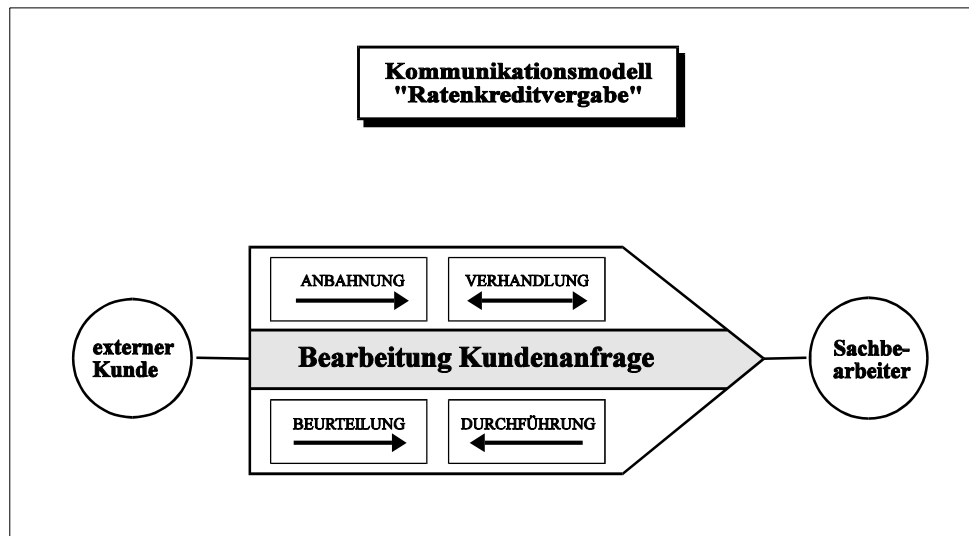 Kommunikationsmodell
"Ratenkreditvergabe"
ANBAHNUNG
VERHANDLUNG
externer
Kunde
Bearbeitung Kundenanfrage
Sachbe-
arbeiter
BEURTEILUNG
DURCHFÜHRUNG